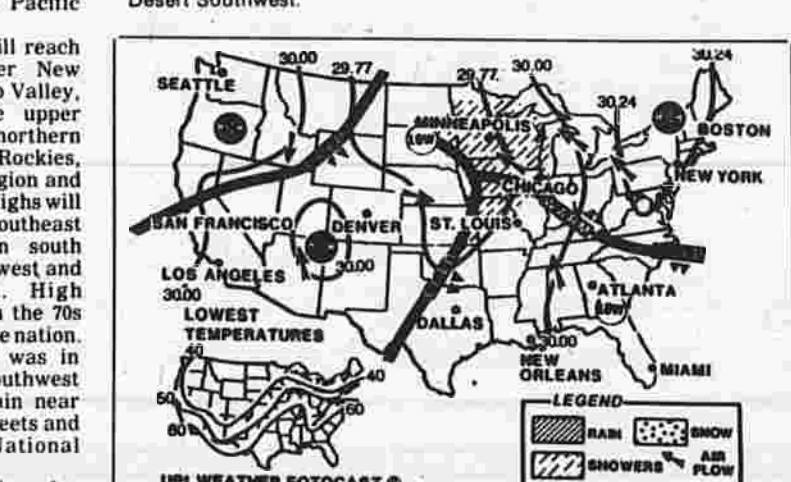 Pacific
ill reach
er New
o Valley,
e upper
northern
Rockies,
gion and
ighs will
outheast
n south
west and
. High
n the 70s
e nation.
was in
outhwest
ain near
eets and
National
Desert Southwest.
30.00
29.77
29.77
30.00
30.24
30.24
SEATTLE
MINNEAPOLIS
LOW
BOSTON
NEW YORK
CHICAGO
SAN FRANCISCO
DENVER
ST. LOUIS
30.00
LOS ANGELES
30.00
ATLANTA
LOW
LOWEST
TEMPERATURES
DALLAS
30.00
NEW
ORLEANS
MIAMI
40
40
50
60
60
LEGEND
RAIN
SNOW
SHOWERS
AIR
FLOW
UPI WEATHER FOTOCAST ®